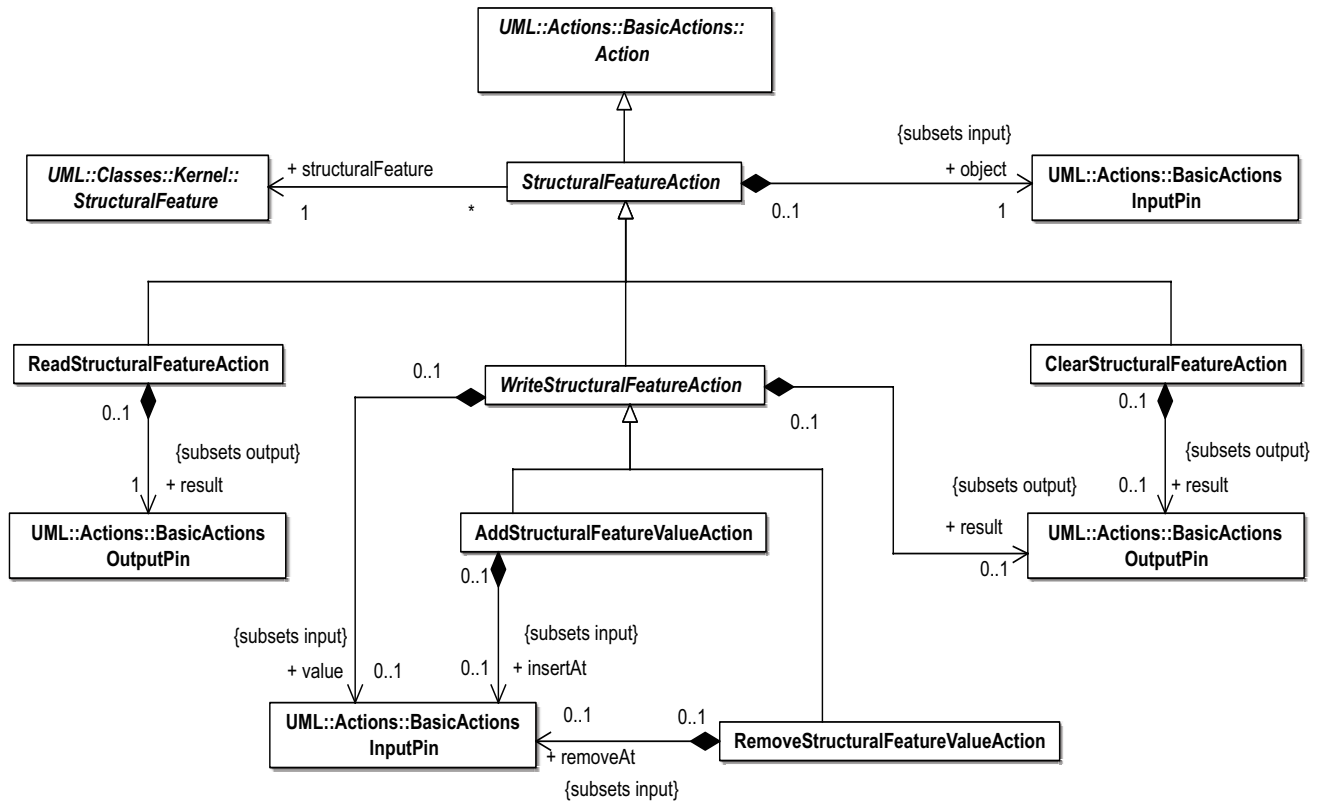 UML::Actions::BasicActions::
Action
{subsets input}
+ structuralFeature
+ object
UML::Classes::Kernel::
StructuralFeature
StructuralFeatureAction
UML::Actions::BasicActions
InputPin
1
*
0..1
1
ReadStructuralFeatureAction
0..1
WriteStructuralFeatureAction
ClearStructuralFeatureAction
0..1
0..1
0..1
{subsets output}
{subsets output}
1
+ result
{subsets output}
0..1
+ result
UML::Actions::BasicActions
OutputPin
AddStructuralFeatureValueAction
+ result
UML::Actions::BasicActions
OutputPin
0..1
0..1
{subsets input}
{subsets input}
+ value
0..1
0..1
+ insertAt
UML::Actions::BasicActions
InputPin
0..1
0..1
RemoveStructuralFeatureValueAction
+ removeAt
{subsets input}